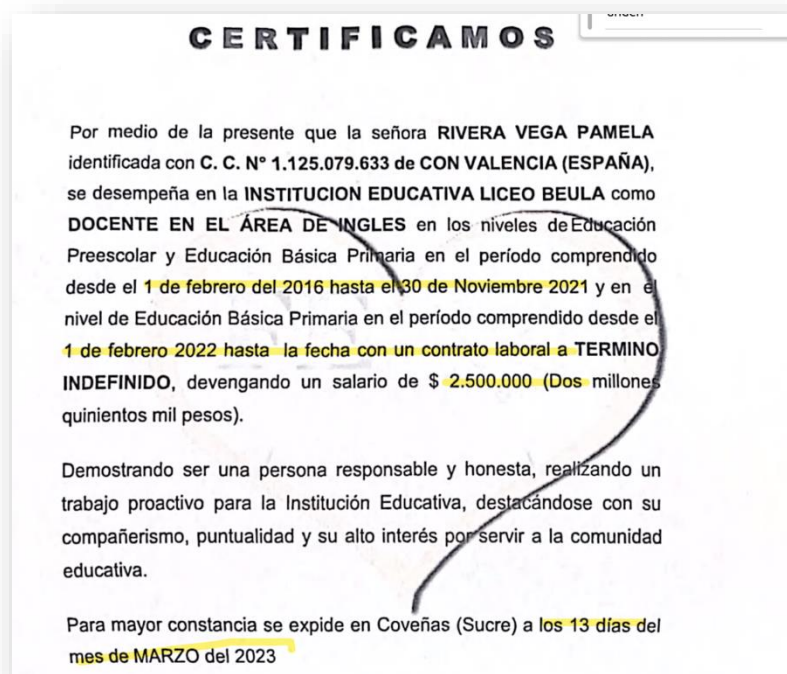 CERTIFICAMOS
Por medio de la presente que la señora RIVERA VEGA PAMELA
identificada con C. C. Nº 1.125.079.633 de CON VALENCIA (ESPAÑA),
se desempeña en la INSTITUCION EDUCATIVA LICEO BEULA como
DOCENTE EN EL ÁREA DE INGLES en los niveles de Educación
Preescolar y Educación Básica Primaria en el período comprendido
desde el 1 de febrero del 2016 hasta el 30 de Noviembre 2021 y en el
nivel de Educación Básica Primaria en el período comprendido desde el
1 de febrero 2022 hasta la fecha con un contrato laboral a TERMINO
INDEFINIDO, devengando un salario de $ 2.500.000 (Dos millones
quinientos mil pesos).
Demostrando ser una persona responsable y honesta, realizando un
trabajo proactivo para la Institución Educativa, destacándose con su
compañerismo, puntualidad y su alto interés por servir a la comunidad
educativa.
Para mayor constancia se expide en Coveñas (Sucre) a los 13 días del
mes de MARZO del 2023